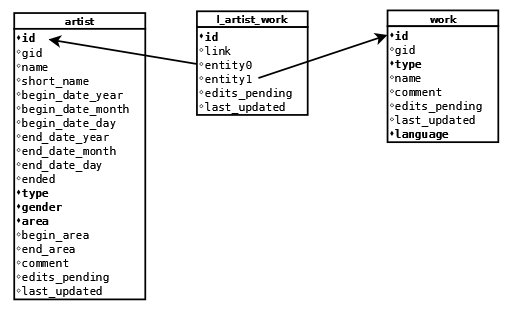 artist
id
gid
name
short_name
begin_date_year
begin_date_month
begin_date_day
end_date_year
end_date_month
end_date_day
ended
type
gender
area
begin_area
end_area
comment
edits_pending
last_updated
l_artist_work
id
link
entity0
entity1
edits_pending
last_updated
work
id
gid
type
name
comment
edits_pending
last_updated
language